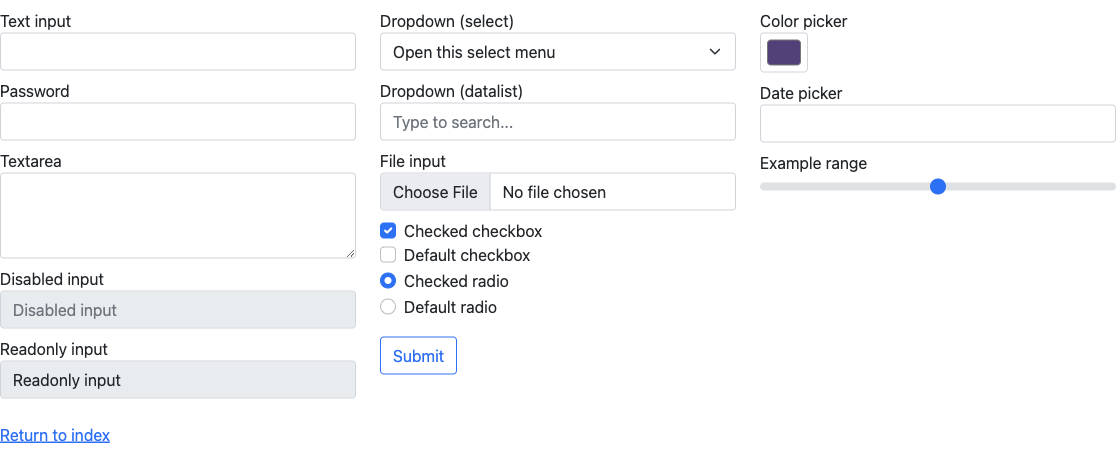 Text input
Password
Textarea
Disabled input
Disabled input
Readonly input
Readonly input
Return to index
Dropdown (select)
Open this select menu
Dropdown (datalist)
Type to search...
File input
Choose File No file chosen
Checked checkbox
Default checkbox
Checked radio
Default radio
Submit
Color picker
Date picker
Example range